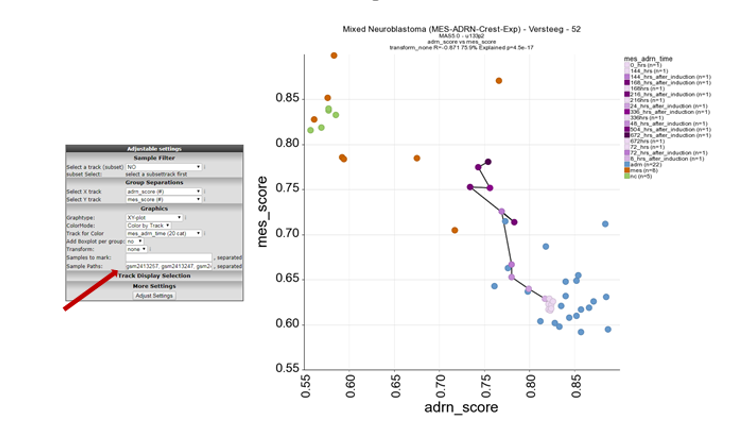 Mixed Neuroblastoma (MES-ADRN-Crest-Exp) - Versteeg - 52
MAS5.0 - u133p2
adrn_score vs mes_score
transform_none R=-0.871 75.9% Explained p=4.5e-17
Adjustable settings
Sample Filter
Select a track (subset) NO
subset Select: select a subsettrack first
Group Separations
Select X track adrn_score (#)
Select Y track mes_score (#)
Graphics
Graphtype: XY-plot
ColorMode: Color by Track
Track for Color mes_adrn_time (20 cat)
Add Boxplot per group: no
Transform: none
Samples to mark: , separated
Sample Paths: gsm2413257, gsm2413247, gsm2 , separated
Track Display Selection
More Settings
Adjust Settings
mes_score
0.85
0.80
0.75
0.70
0.65
0.60
0.55
0.55
0.60
0.65
0.70
0.75
0.80
0.85
adrn_score
mes_adrn_time
0_hrs (n=1)
144_hrs (n=1)
144_hrs_after_induction (n=1)
168_hrs_after_induction (n=1)
168hrs (n=1)
216_hrs_after_induction (n=1)
216hrs (n=1)
24_hrs_after_induction (n=1)
336_hrs_after_induction (n=1)
336hrs (n=1)
48_hrs_after_induction (n=1)
504_hrs_after_induction (n=1)
672_hrs_after_induction (n=1)
672hrs (n=1)
72_hrs (n=1)
72_hrs_after_induction (n=1)
8_hrs_after_induction (n=1)
adrn (n=22)
mes (n=8)
nc (n=5)